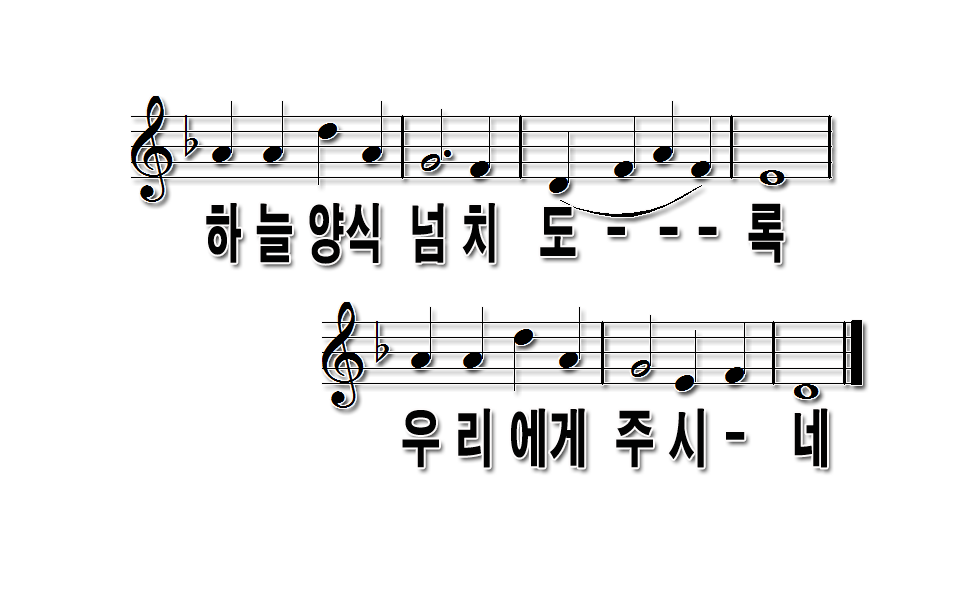 하 늘 양식 넘 치 도 - - - 록
우 리 에게 주 시 - 네